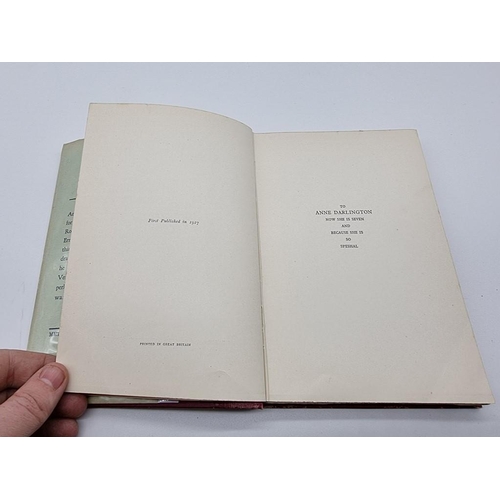 First Published in 1927
PRINTED IN GREAT BRITAIN
TO
ANNE DARLINGTON
NOW SHE IS SEVEN
AND
BECAUSE SHE IS
SO
SPESHAL